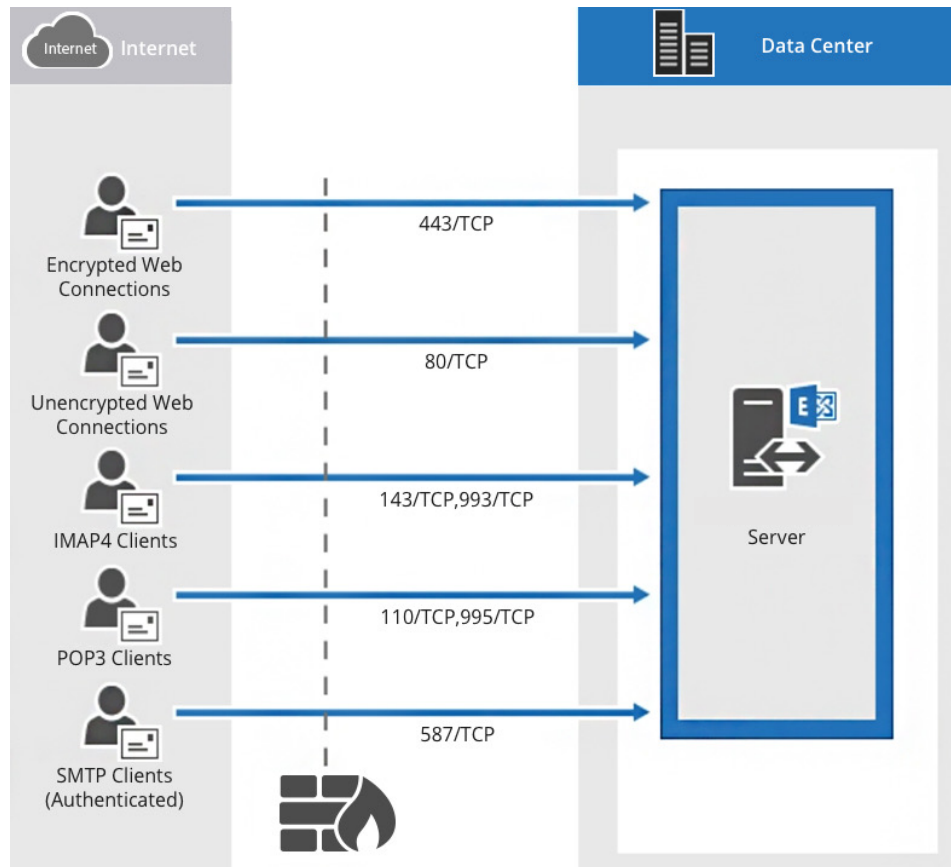 Internet
Internet
Data Center
443/TCP
Encrypted Web
Connections
80/TCP
Unencrypted Web
Connections
143/TCP,993/TCP
IMAP4 Clients
E
Server
110/TCP,995/TCP
POP3 Clients
587/TCP
SMTP Clients
(Authenticated)